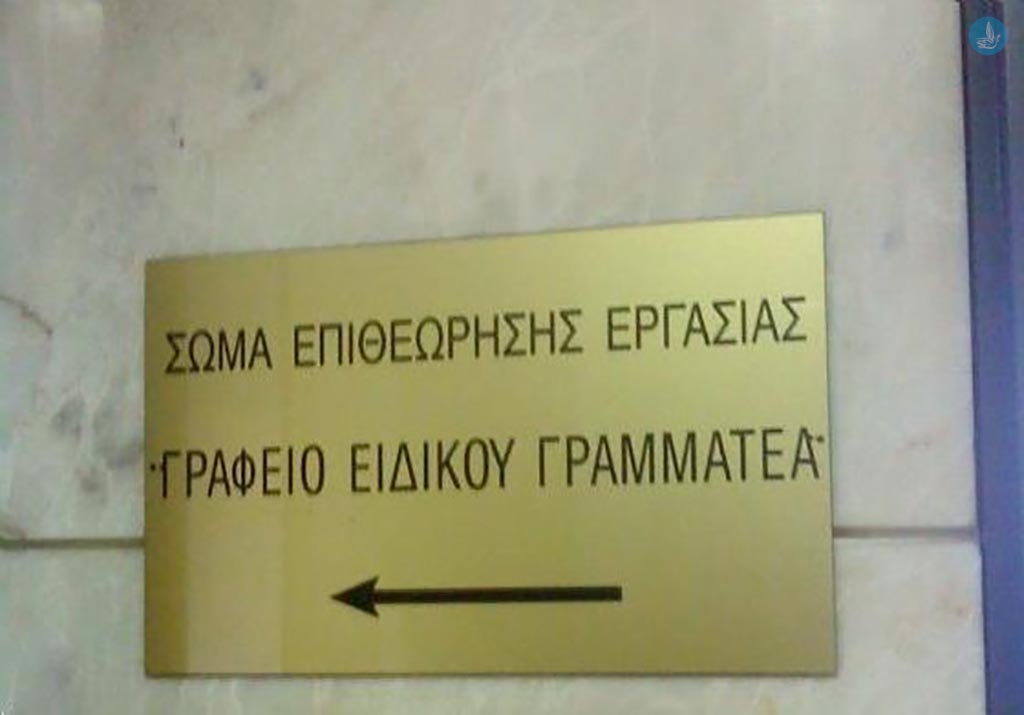 ΣΩΜΑ ΕΠΙΘΕΩΡΗΣΗΣ ΕΡΓΑΣΙΑΣ
¨ΓΡΑΦΕΙΟ ΕΙΔΙΚΟΥ ΓΡΑΜΜΑΤΕΑ¨